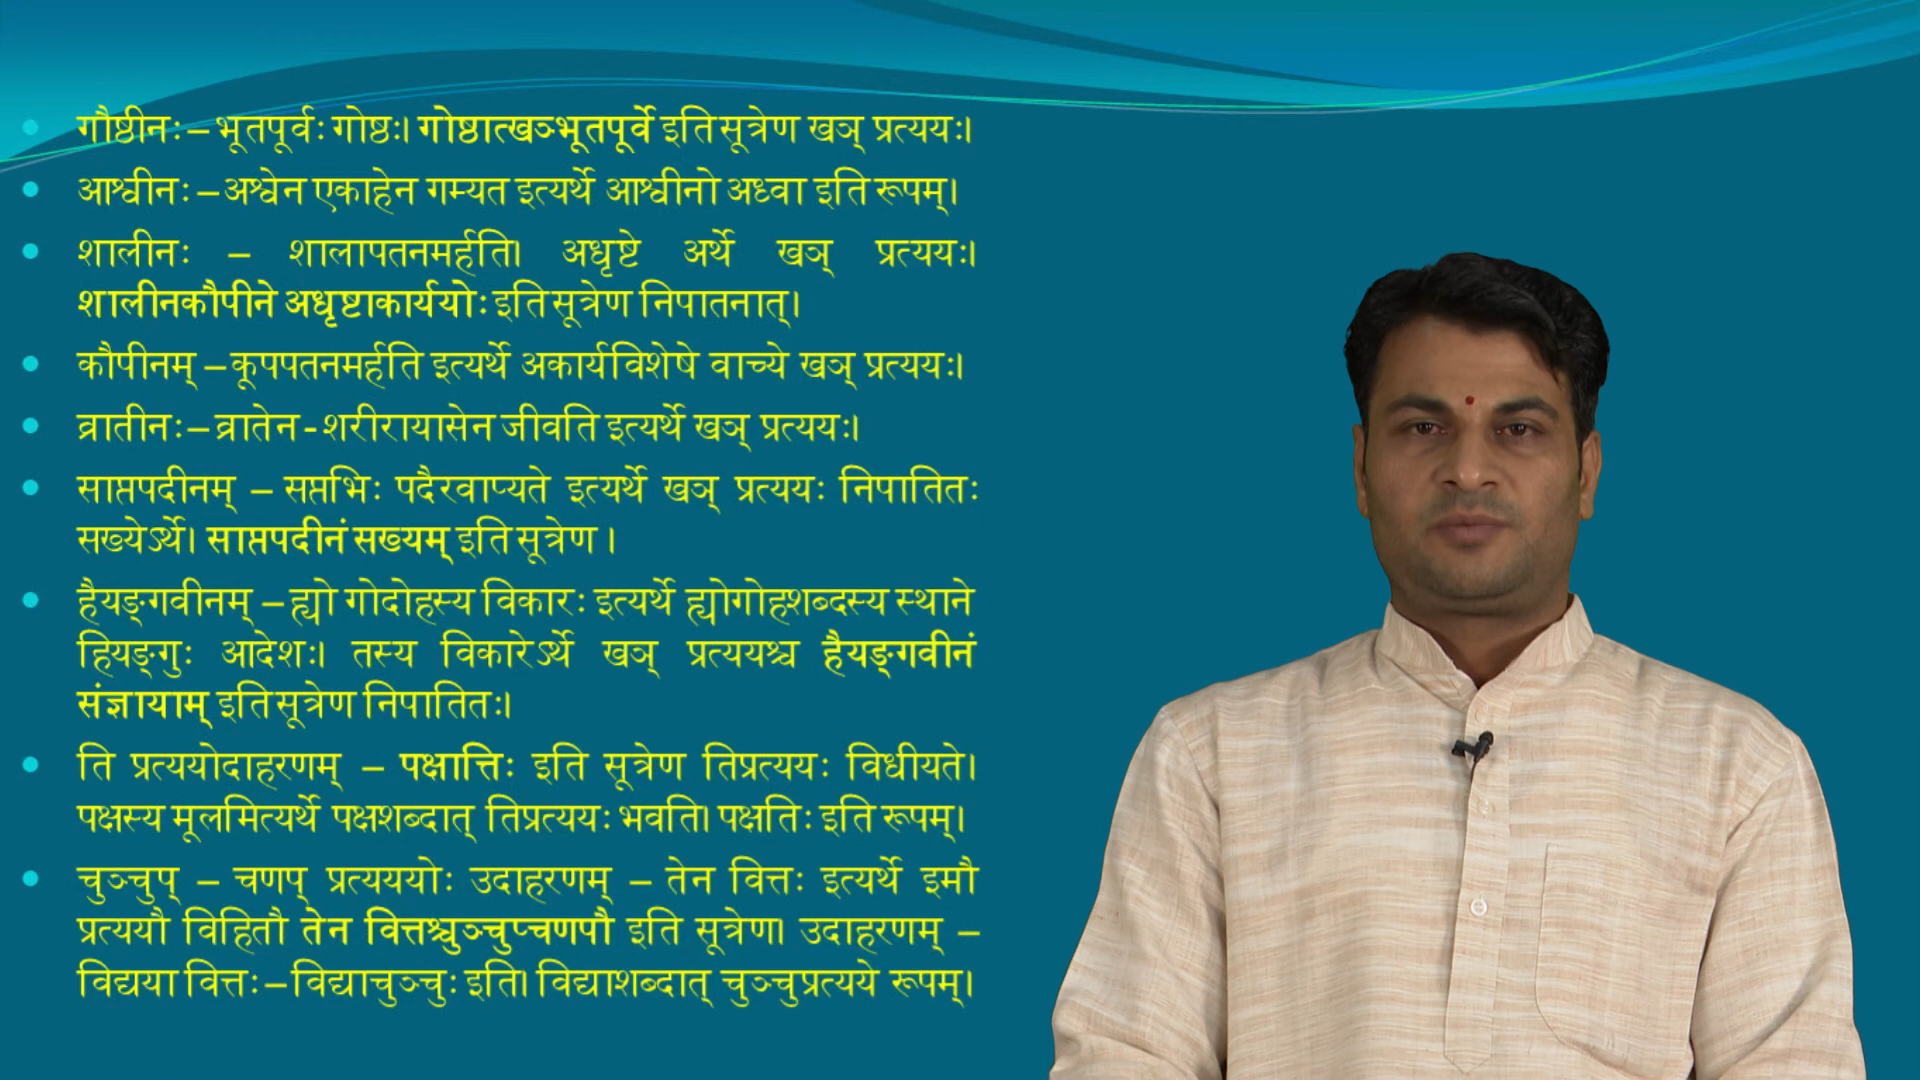 गौष्ठीनः – भूतपूर्वः गोष्ठः। गोष्ठात्खञ्भूतपूर्वे इति सूत्रेण खञ् प्रत्ययः।
आश्वीनः – अश्वेन एकाहेन गम्यत इत्यर्थे आश्वीनो अध्वा इति रूपम्।
शालीनः – शालापतनमर्हति। अधृष्टे अर्थे खञ् प्रत्ययः।
शालीनकौपीने अधृष्टाकार्ययोः इति सूत्रेण निपातनात्।
कौपीनम् – कूपपतनमर्हति इत्यर्थे अकार्यविशेषे वाच्ये खञ् प्रत्ययः।
व्रातीनः – व्रातेन - शरीरायासेन जीवति इत्यर्थे खञ् प्रत्ययः।
साप्तपदीनम् – सप्तभिः पदैरवाप्यते इत्यर्थे खञ् प्रत्ययः निपातितः
सख्येऽर्थे। साप्तपदीनं सख्यम् इति सूत्रेण ।
हैयङ्गवीनम् – ह्यो गोदोहस्य विकारः इत्यर्थे ह्योगोहशब्दस्य स्थाने
हियङ्गुः आदेशः। तस्य विकारेऽर्थे खञ् प्रत्ययश्च हैयङ्गवीनं
संज्ञायाम् इति सूत्रेण निपातितः।
ति प्रत्ययोदाहरणम् – पक्षात्तिः इति सूत्रेण तिप्रत्ययः विधीयते।
पक्षस्य मूलमित्यर्थे पक्षशब्दात् तिप्रत्ययः भवति। पक्षतिः इति रूपम्।
चुञ्चुप् – चणप् प्रत्यययोः उदाहरणम् – तेन वित्तः इत्यर्थे इमौ
प्रत्ययौ विहितौ तेन वित्तश्चुञ्चुप्चणपौ इति सूत्रेण। उदाहरणम् –
विद्यया वित्तः – विद्याचुञ्चुः इति। विद्याशब्दात् चुञ्चुप्रत्यये रूपम्।